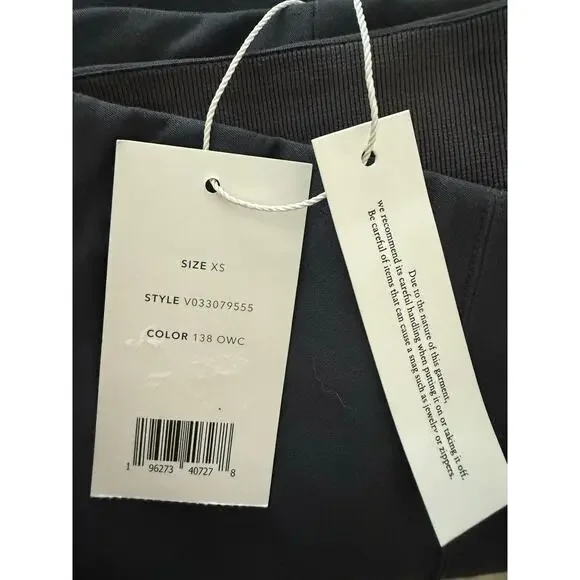 SIZE XS
STYLE V033079555
COLOR 138 OWC
1 96273 40727 8
Due to the nature of this garment,
we recommend its careful handling when putting it on or taking it off.
Be careful of items that can cause a snag such as jewelry or zippers.